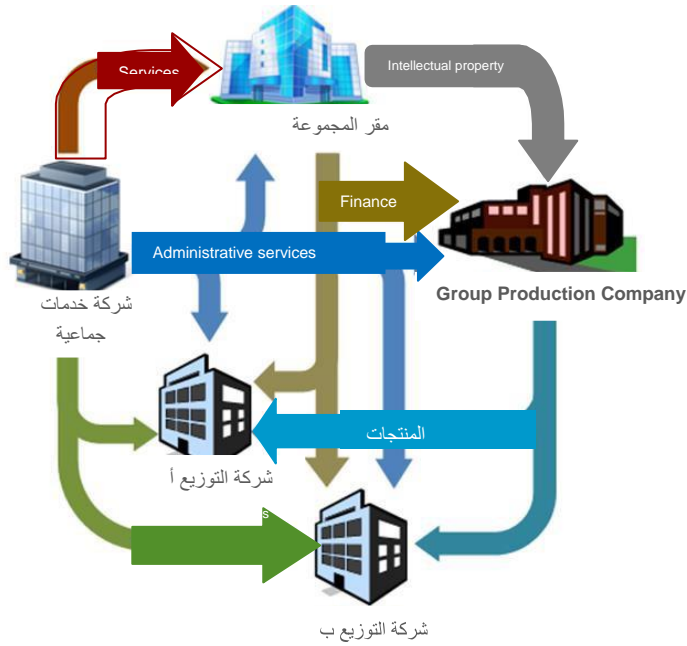 Services
Intellectual property
مقر المجموعة
Finance
Administrative services
Group Production Company
شركة خدمات
جماعية
المنتجات
شركة التوزيع أ
s
شركة التوزيع ب